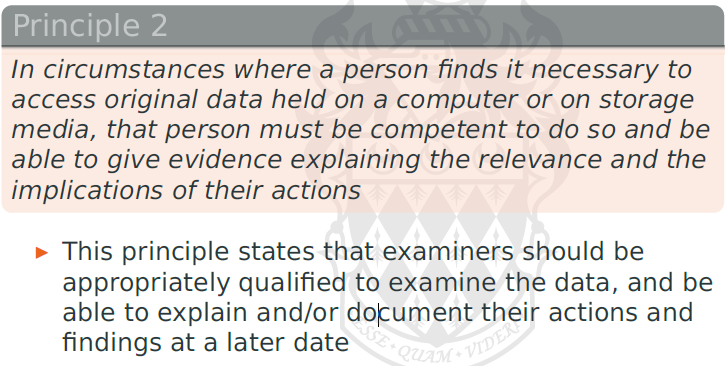 Principle 2
In circumstances where a person finds it necessary to
access original data held on a computer or on storage
media, that person must be competent to do so and be
able to give evidence explaining the relevance and the
implications of their actions
This principle states that examiners should be
appropriately qualified to examine the data, and be
able to explain and/or document their actions and
findings at a later date
ESSE • QUAM • VIDERI